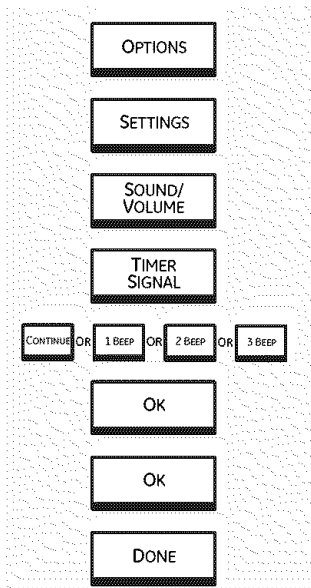 OPTIONS
SETTINGS
SOUND/
VOLUME
TIMER
SIGNAL
CONTINUE OR 1 BEEP OR 2 BEEP OR 3 BEEP
OK
OK
DONE